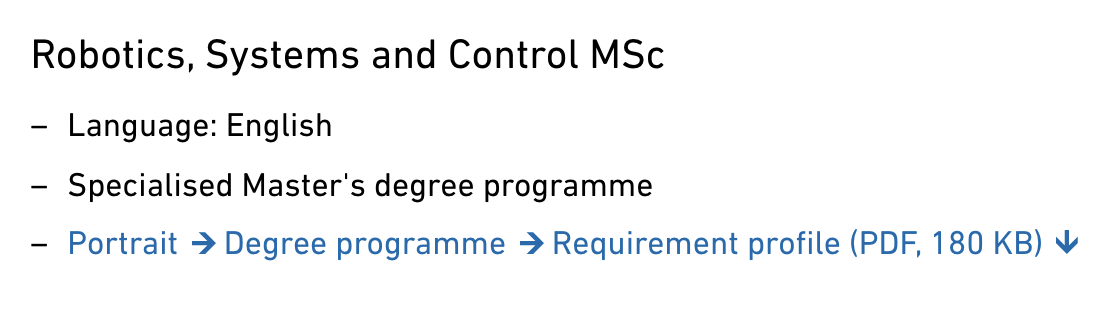 Robotics, Systems and Control MSc
– Language: English
– Specialised Master's degree programme
– Portrait → Degree programme → Requirement profile (PDF, 180 KB) ↓